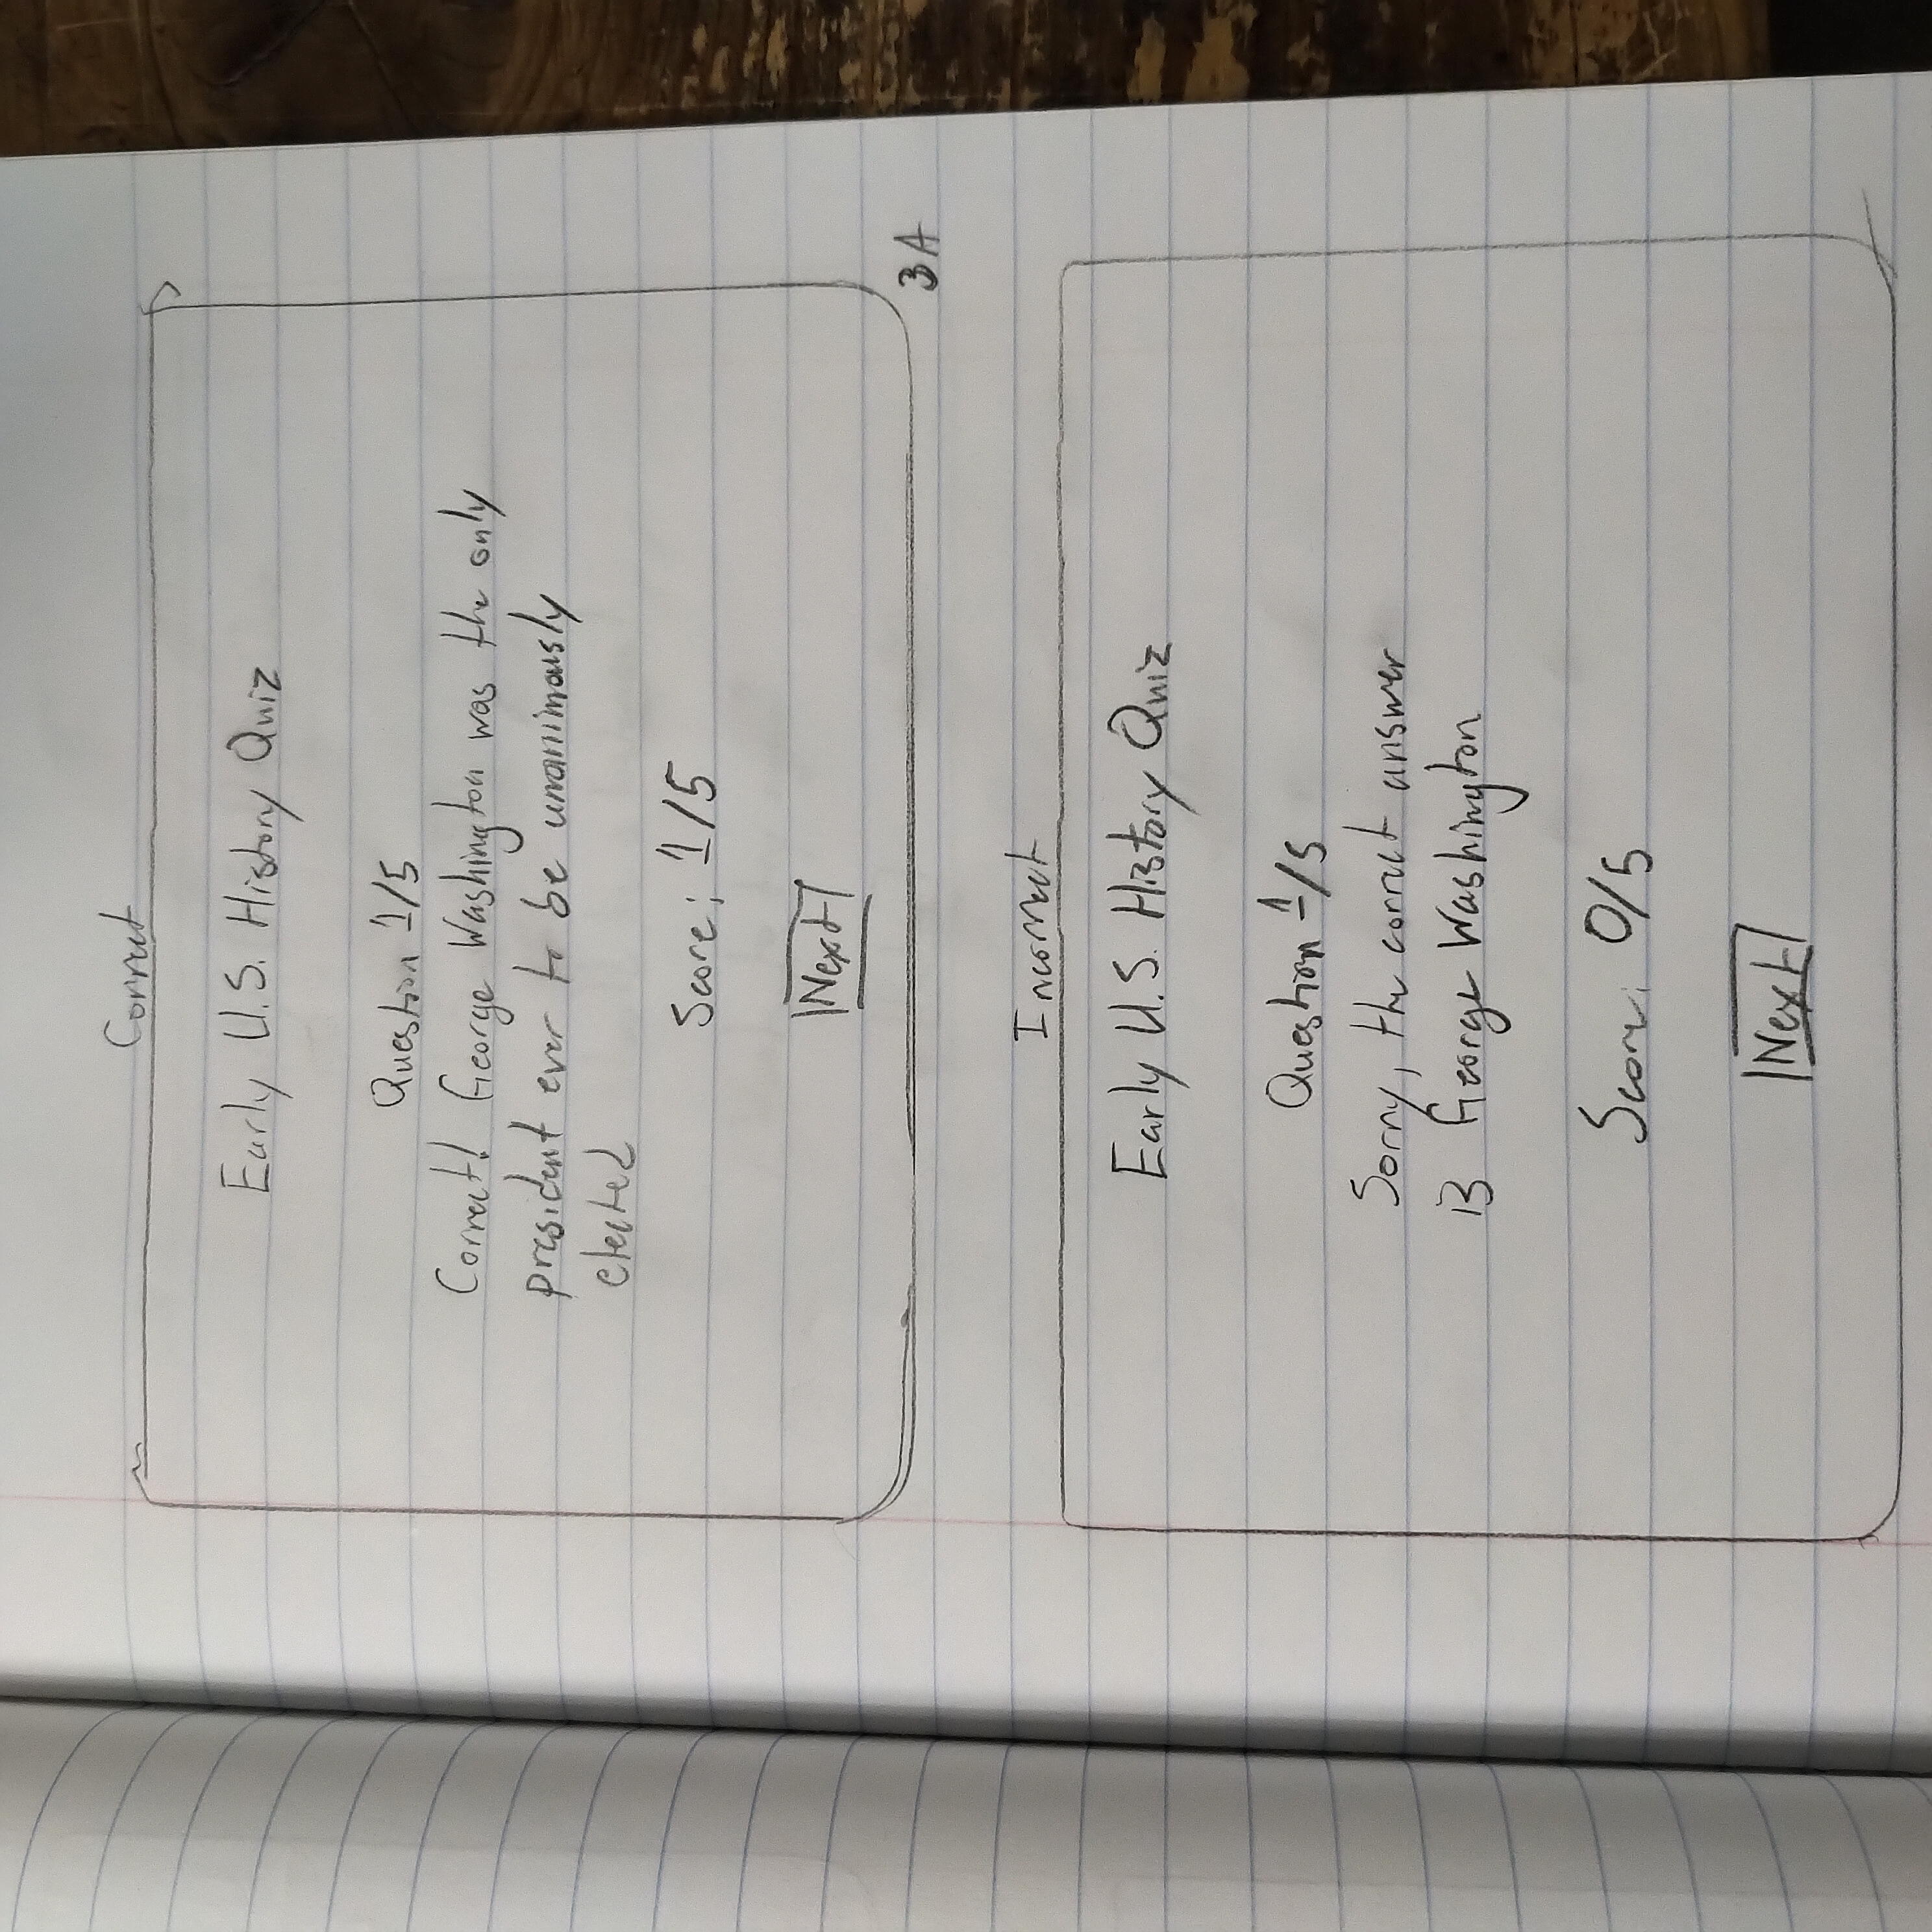 Correct
Early U.S. History Quiz
Question 1/5
Correct! George Washington was the only
president ever to be unanimously
elected
Score: 1/5
Next
3A
Incorrect
Early U.S. History Quiz
Question 1/5
Sorry, the correct answer
is George Washington
Score: 0/5
Next